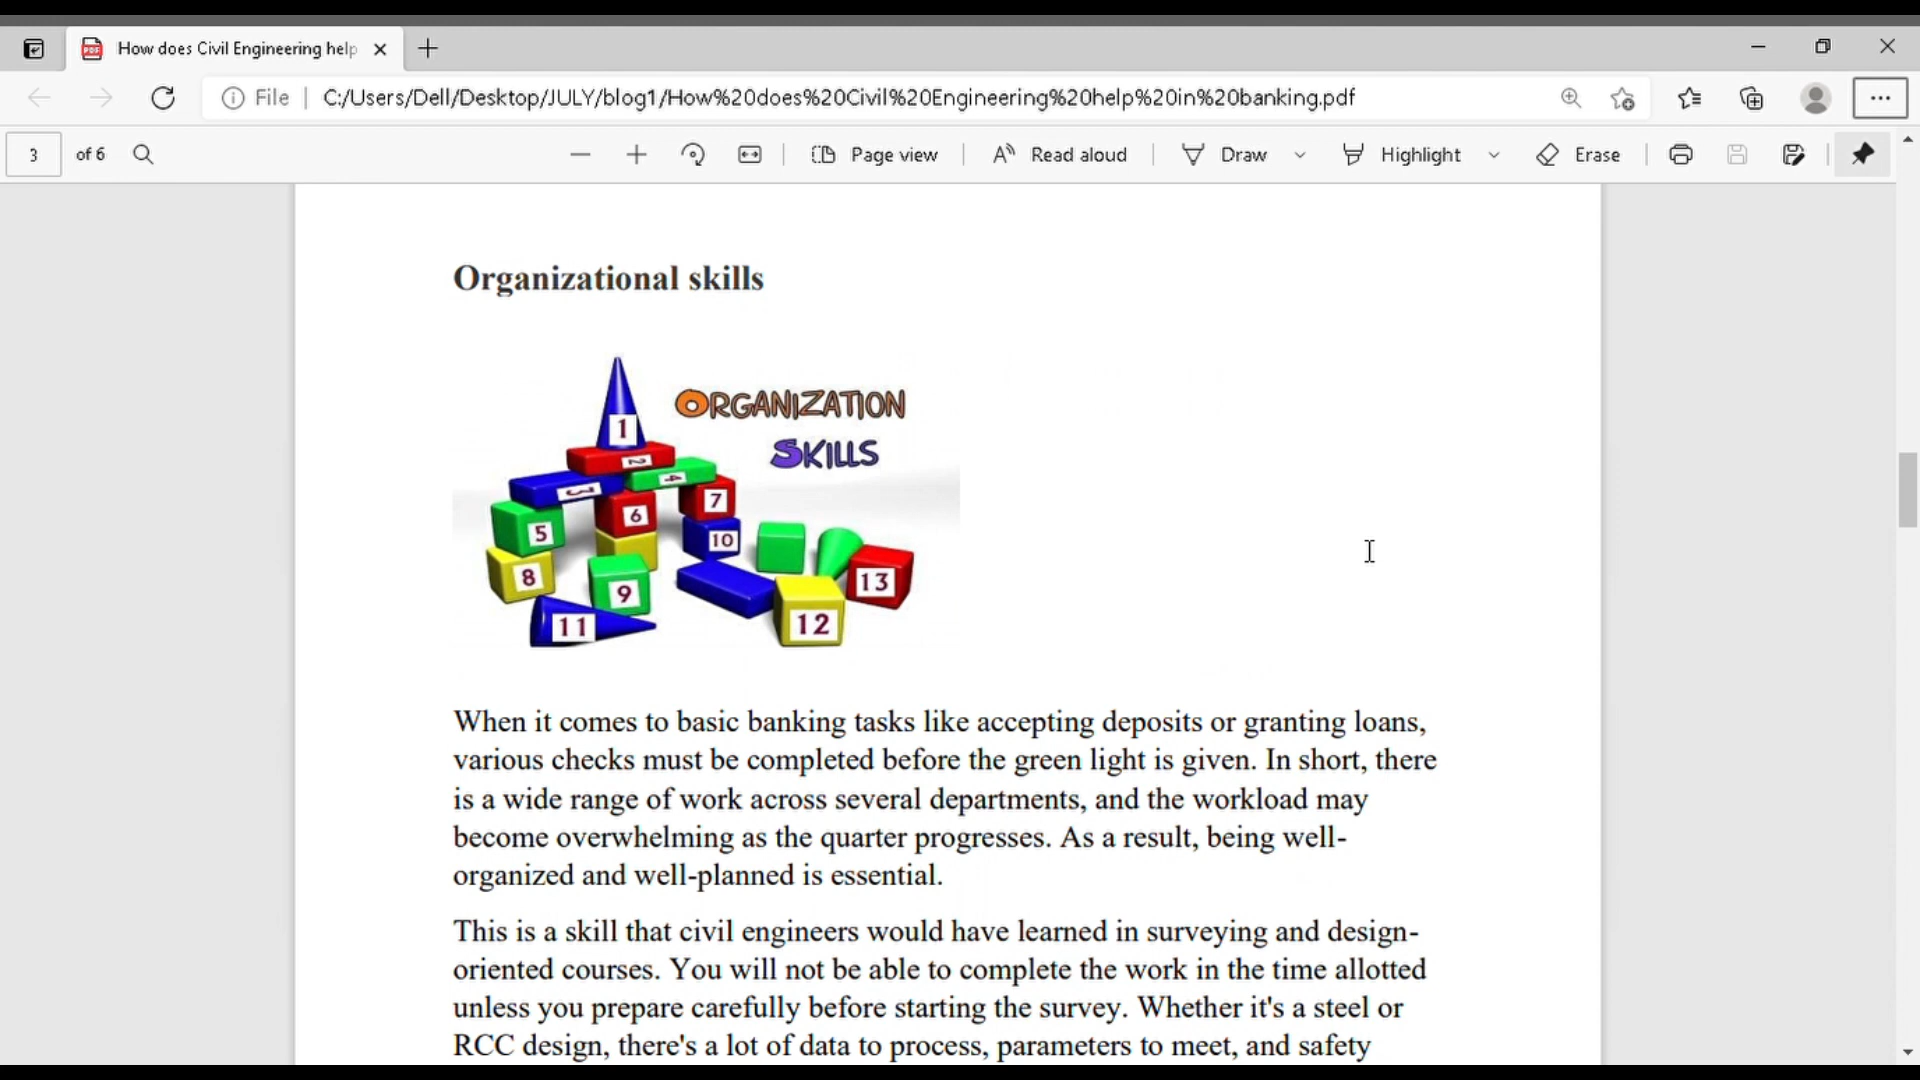 How does Civil Engineering help
File
C:/Users/Dell/Desktop/JULY/blog1/How%20does%20Civil%20Engineering%20help%20in%20banking.pdf
3 of 6
Page view
Read aloud
Draw
Highlight
Erase
Organizational skills
ORGANIZATION
SKILLS
1
2
3 4
5 6 7
8 9 10
11 12 13
When it comes to basic banking tasks like accepting deposits or granting loans,
various checks must be completed before the green light is given. In short, there
is a wide range of work across several departments, and the workload may
become overwhelming as the quarter progresses. As a result, being well-
organized and well-planned is essential.
This is a skill that civil engineers would have learned in surveying and design-
oriented courses. You will not be able to complete the work in the time allotted
unless you prepare carefully before starting the survey. Whether it's a steel or
RCC design, there's a lot of data to process, parameters to meet, and safety